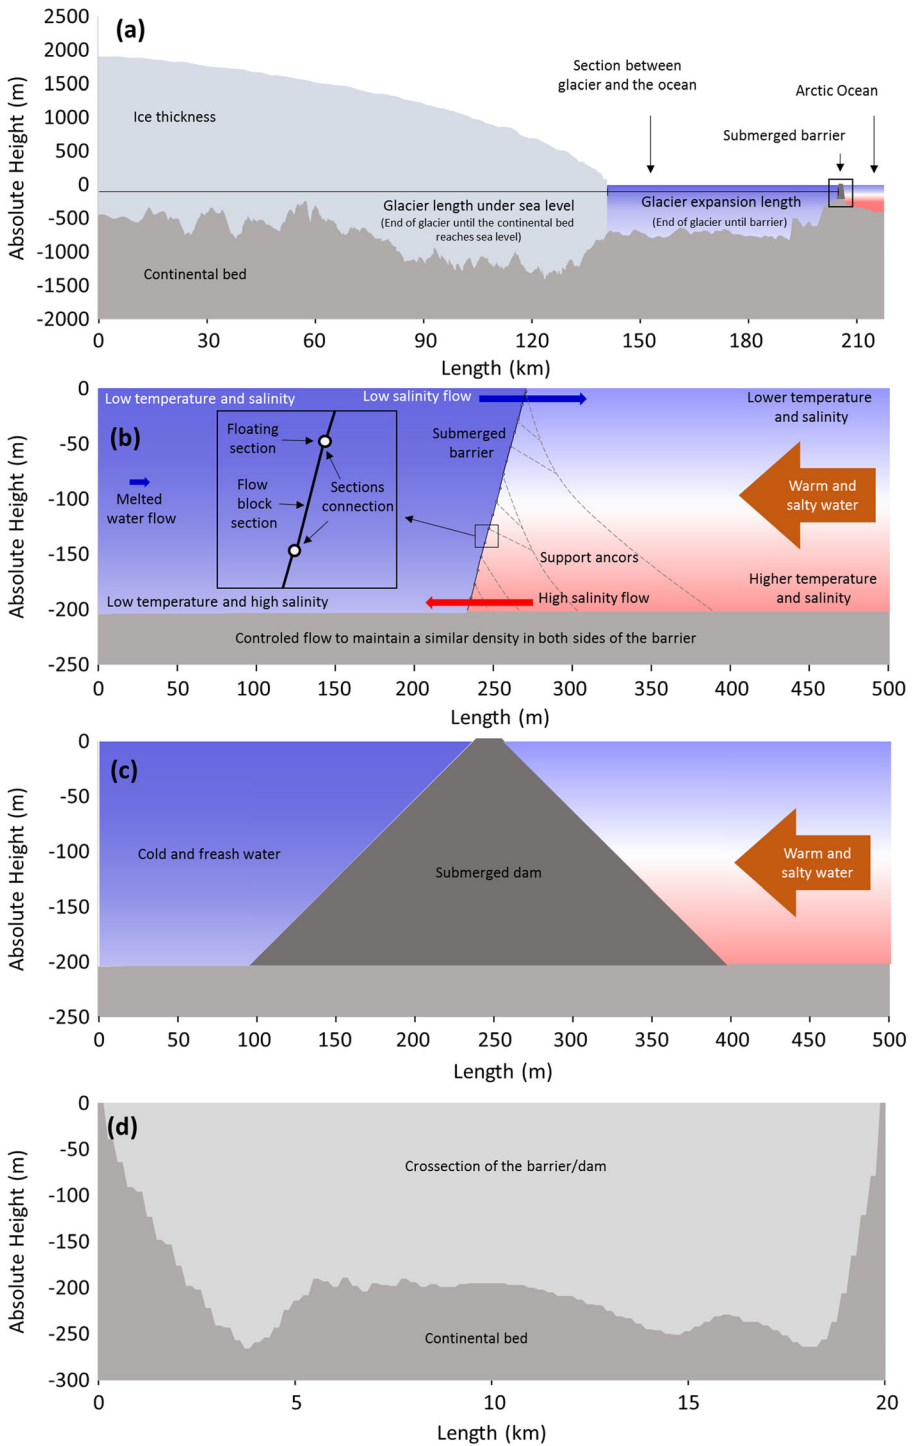 (a)
Absolute Height (m)
2500
2000
1500
1000
500
0
-500
-1000
-1500
-2000
Ice thickness
Section between
glacier and the ocean
Arctic Ocean
Submerged barrier
Glacier length under sea level
(End of glacier until the continental bed
reaches sea level)
Glacier expansion length
(End of glacier until barrier)
Continental bed
0
30
60
90
120
150
180
210
Length (km)
(b)
Absolute Height (m)
0
-50
-100
-150
-200
-250
Low temperature and salinity
Low salinity flow
Lower temperature
and salinity
Floating
section
Submerged
barrier
Flow
block
section
Sections
connection
Melted
water flow
Warm and
salty water
Support ancors
Higher temperature
and salinity
Low temperature and high salinity
High salinity flow
Controled flow to maintain a similar density in both sides of the barrier
0
50
100
150
200
250
300
350
400
450
500
Length (m)
(c)
Absolute Height (m)
0
-50
-100
-150
-200
-250
Cold and freash water
Submerged dam
Warm and
salty water
0
50
100
150
200
250
300
350
400
450
500
Length (m)
(d)
Absolute Height (m)
0
-50
-100
-150
-200
-250
-300
Crossection of the barrier/dam
Continental bed
0
5
10
15
20
Length (km)